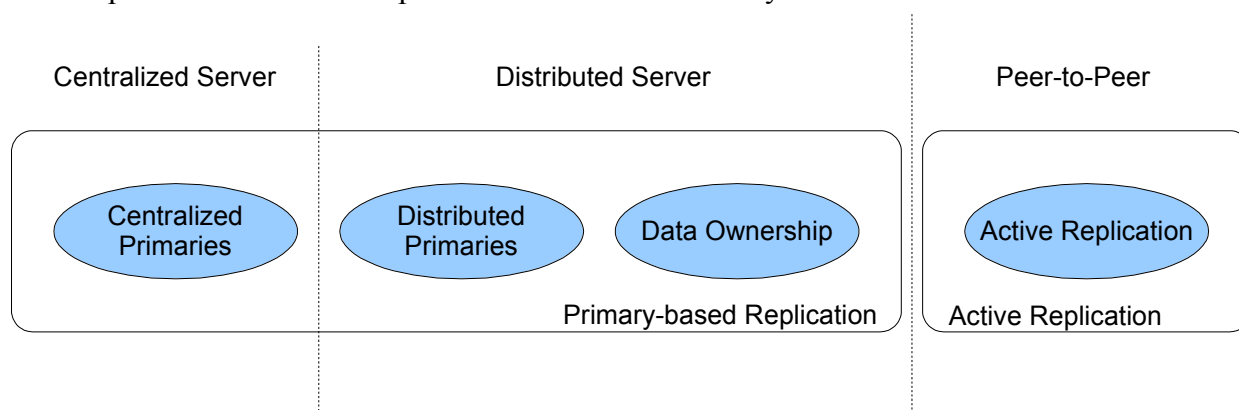 Centralized Server
Distributed Server
Peer-to-Peer
Centralized
Primaries
Distributed
Primaries
Data Ownership
Active Replication
Primary-based Replication
Active Replication